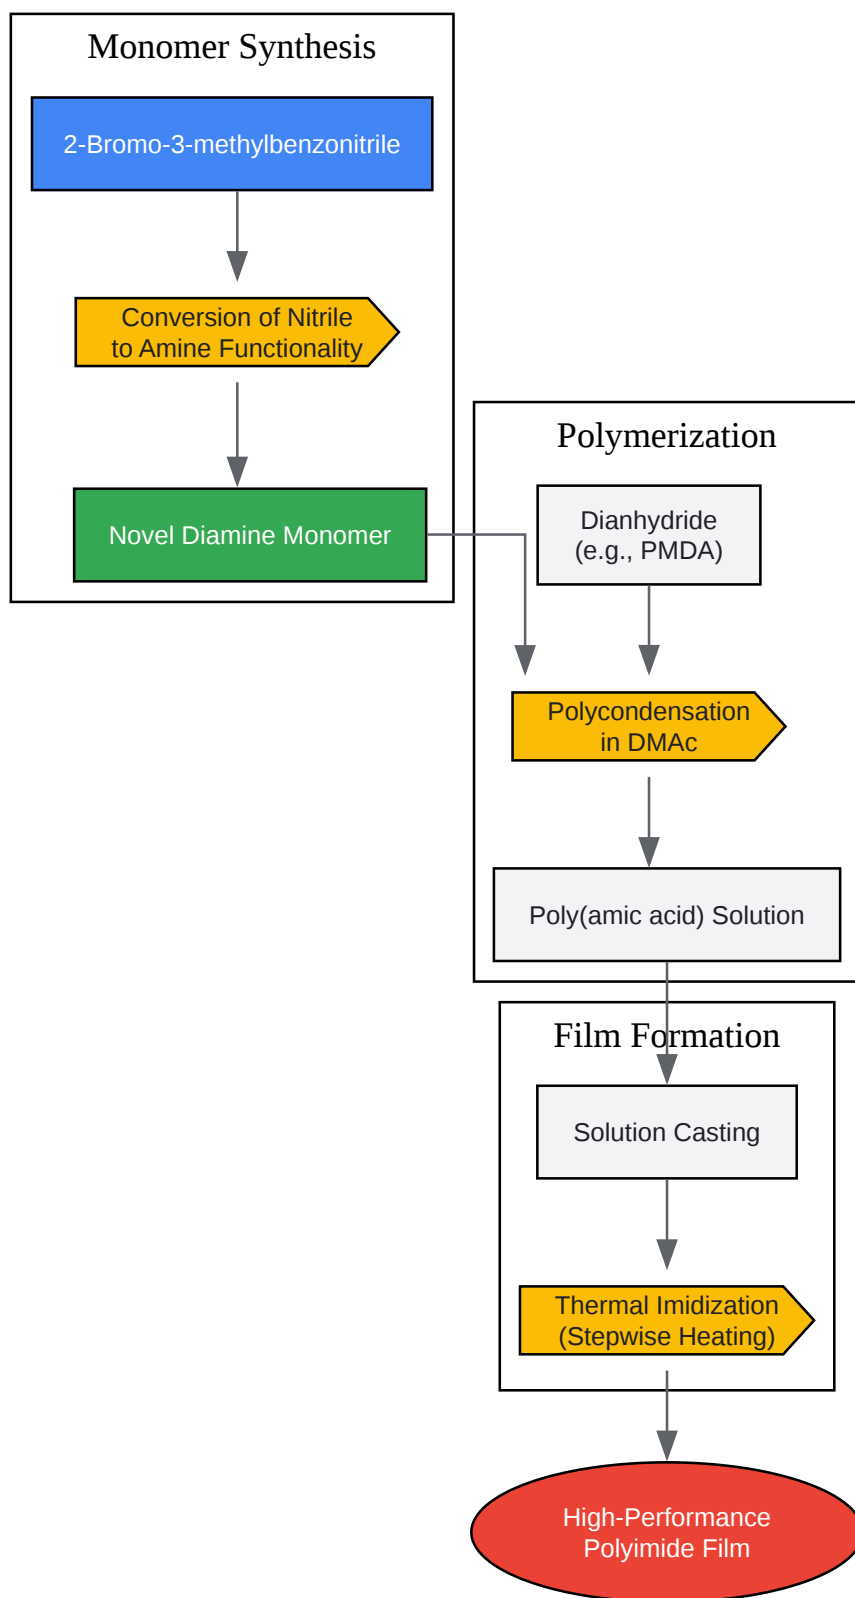 Monomer Synthesis
2-Bromo-3-methylbenzonitrile
Conversion of Nitrile
to Amine Functionality
Novel Diamine Monomer
Polymerization
Dianhydride
(e.g., PMDA)
Polycondensation
in DMAc
Poly(amic acid) Solution
Film Formation
Solution Casting
Thermal Imidization
(Stepwise Heating)
High-Performance
Polyimide Film